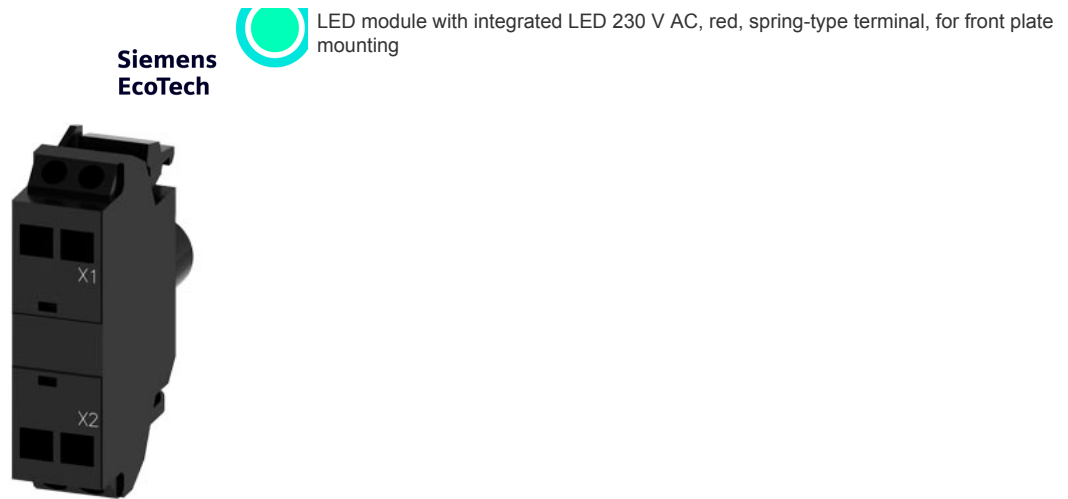 LED module with integrated LED 230 V AC, red, spring-type terminal, for front plate
mounting
Siemens
EcoTech
X1
X2